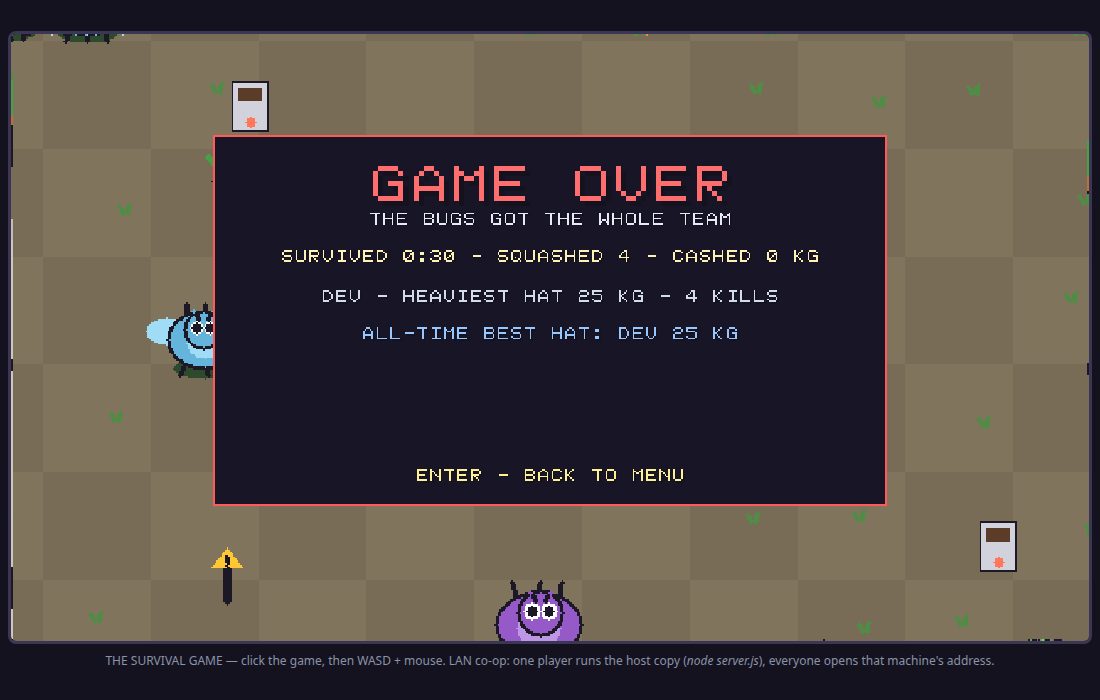 GAME OVER
THE BUGS GOT THE WHOLE TEAM
SURVIVED 0:30 - SQUASHED 4 - CASHED 0 KG
DEV - HEAVIEST HAT 25 KG - 4 KILLS
ALL-TIME BEST HAT: DEV 25 KG
ENTER - BACK TO MENU
!
THE SURVIVAL GAME — click the game, then WASD + mouse. LAN co-op: one player runs the host copy (node server.js), everyone opens that machine's address.